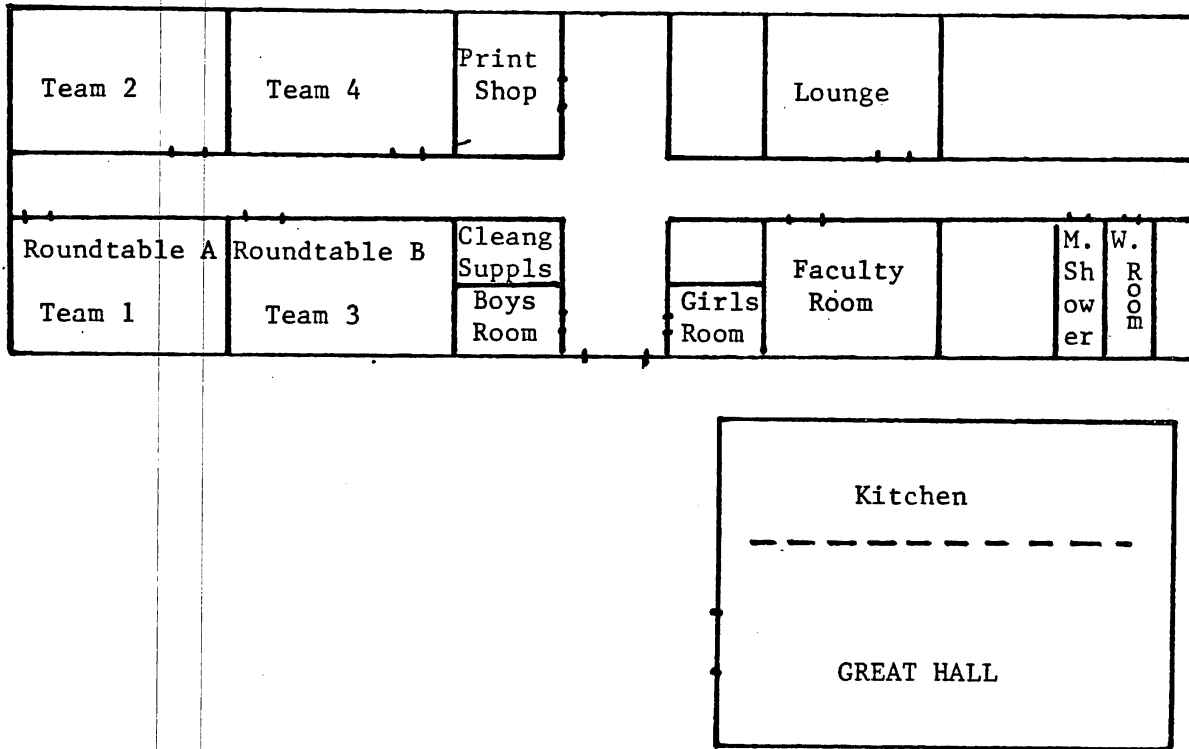 Team 2
Team 4
Print
Shop
Lounge
Roundtable A
Team 1
Roundtable B
Team 3
Cleang
Suppls
Boys
Room
Girls
Room
Faculty
Room
M.
Sh
ow
er
W.
Room
Kitchen
GREAT HALL